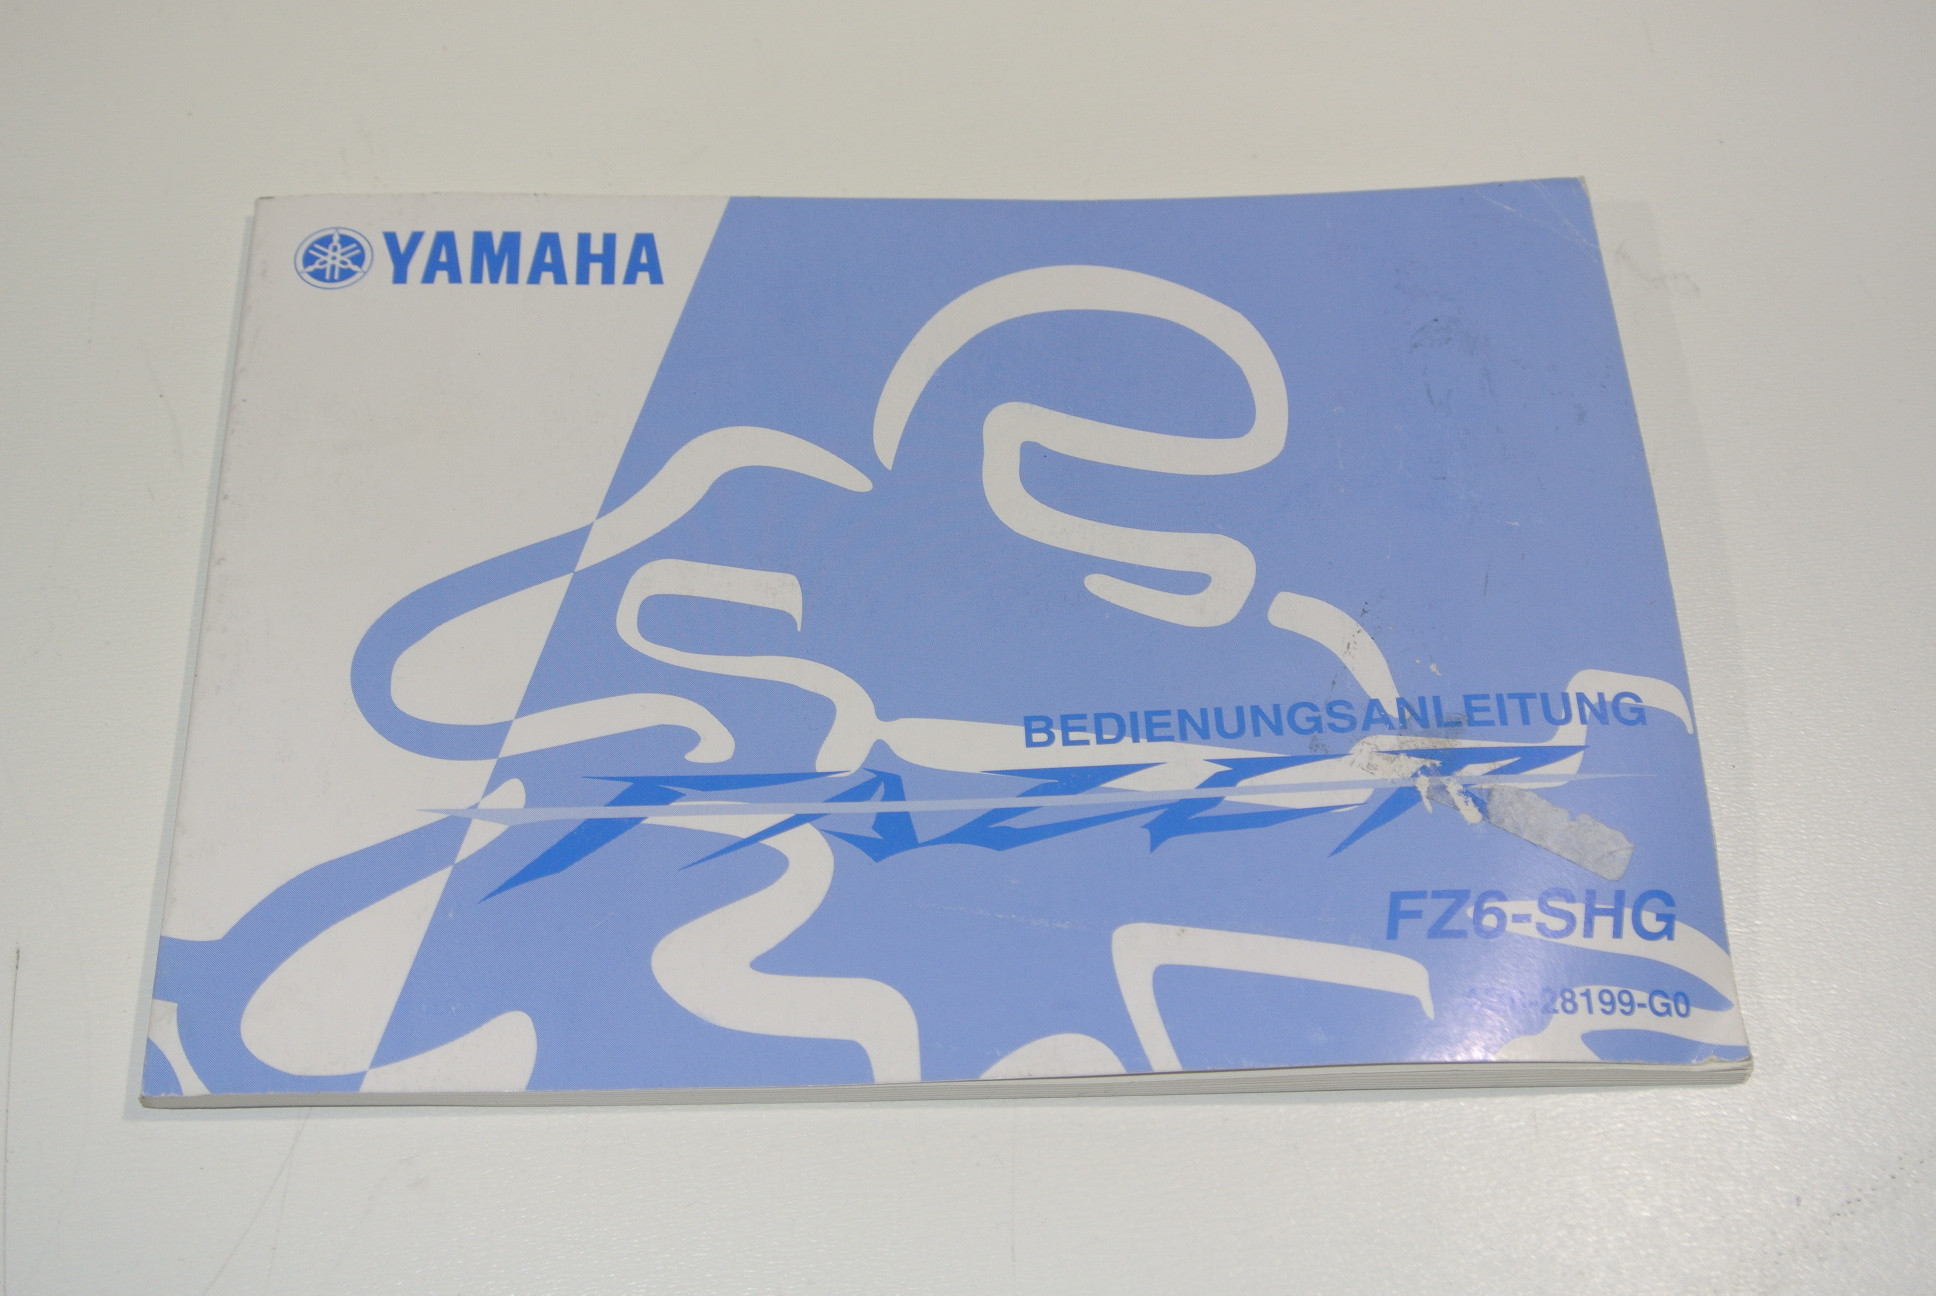 YAMAHA
BEDIENUNGSANLEITUNG
FAZER
FZ6-SHG
-28199-G0